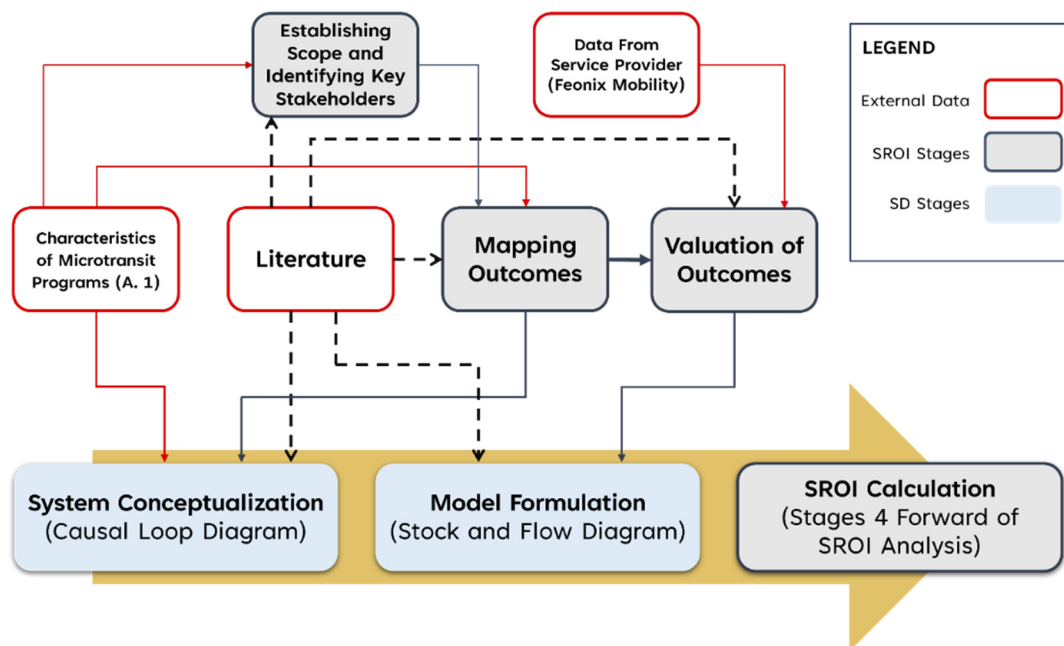 Establishing
Scope and
Identifying Key
Stakeholders
Data From
Service Provider
(Feonix Mobility)
LEGEND
External Data
SROI Stages
SD Stages
Characteristics
of Microtransit
Programs (A. 1)
Literature
Mapping
Outcomes
Valuation of
Outcomes
System Conceptualization
(Causal Loop Diagram)
Model Formulation
(Stock and Flow Diagram)
SROI Calculation
(Stages 4 Forward of
SROI Analysis)